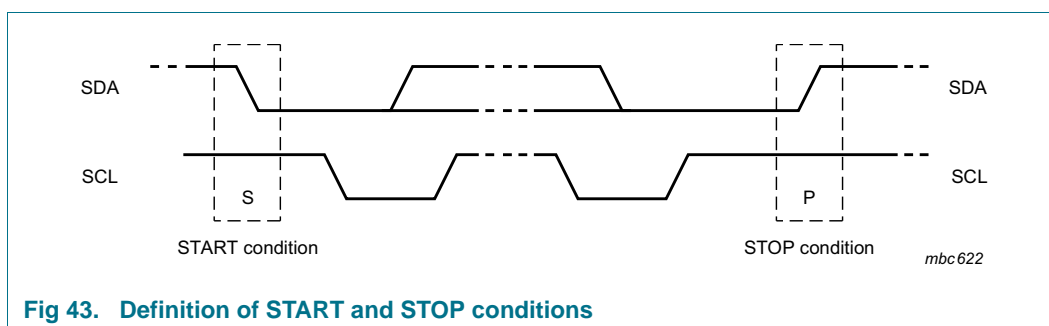 SDA SDA
SCL SCL
S P
START condition STOP condition
mbc622
Fig 43. Definition of START and STOP conditions